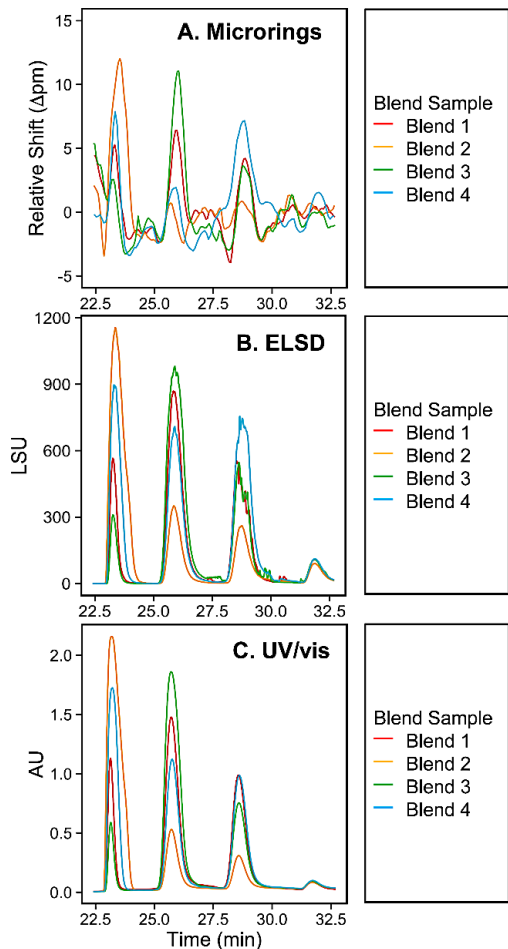 A. Microrings
Relative Shift (Δpm)
15
10
5
0
-5
22.5 25.0 27.5 30.0 32.5
Blend Sample
Blend 1
Blend 2
Blend 3
Blend 4
B. ELSD
LSU
1200
900
600
300
0
22.5 25.0 27.5 30.0 32.5
Blend Sample
Blend 1
Blend 2
Blend 3
Blend 4
C. UV/vis
AU
2.0
1.5
1.0
0.5
0.0
22.5 25.0 27.5 30.0 32.5
Time (min)
Blend Sample
Blend 1
Blend 2
Blend 3
Blend 4